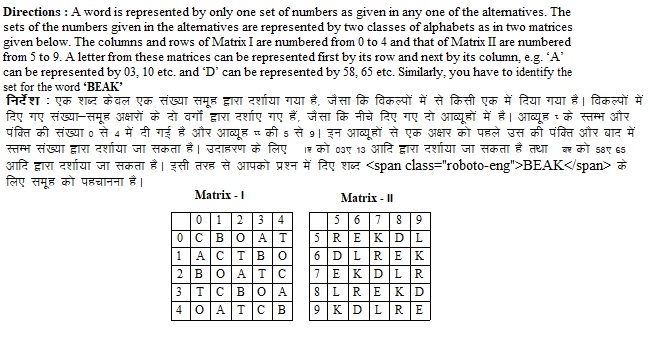 Directions : A word is represented by only one set of numbers as given in any one of the alternatives. The
sets of the numbers given in the alternatives are represented by two classes of alphabets as in two matrices
given below. The columns and rows of Matrix I are numbered from 0 to 4 and that of Matrix II are numbered
from 5 to 9. A letter from these matrices can be represented first by its row and next by its column, e.g. ‘A’
can be represented by 03, 10 etc. and ‘D’ can be represented by 58, 65 etc. Similarly, you have to identify the
set for the word ‘BEAK’
निर्देश : एक शब्द केवल एक संख्या समूह द्वारा दर्शाया गया है, जैसा कि विकल्पों में से किसी एक में दिया गया है। विकल्पों में
दिए गए संख्या–समूह अक्षरों के दो वर्गों द्वारा दर्शाए गए हैं, जैसा कि नीचे दिए गए दो आव्यूहों में है। आव्यूह के स्तम्भ और
पंक्ति की संख्या 0 से 4 में दी गई है और आव्यूह की 5 से 9। इन आव्यूहों से एक अक्षर को पहले उस की पंक्ति और बाद में
स्तम्भ संख्या द्वारा दर्शाया जा सकता है। उदाहरण के लिए को 03, 13 आदि द्वारा दर्शाया जा सकता है तथा को 58, 65
आदि द्वारा दर्शाया जा सकता है। इसी तरह से आपको प्रश्न में दिए शब्द <span class="roboto-eng">BEAK</span> के
लिए समूह को पहचानना है।
Matrix - I Matrix - II
0 1 2 3 4 5 6 7 8 9
0 C B O A T 5 R E K D L
1 A C T B O 6 D L R E K
2 B O A T C 7 E K D L R
3 T C B O A 8 L R E K D
4 O A T C B 9 K D L R E